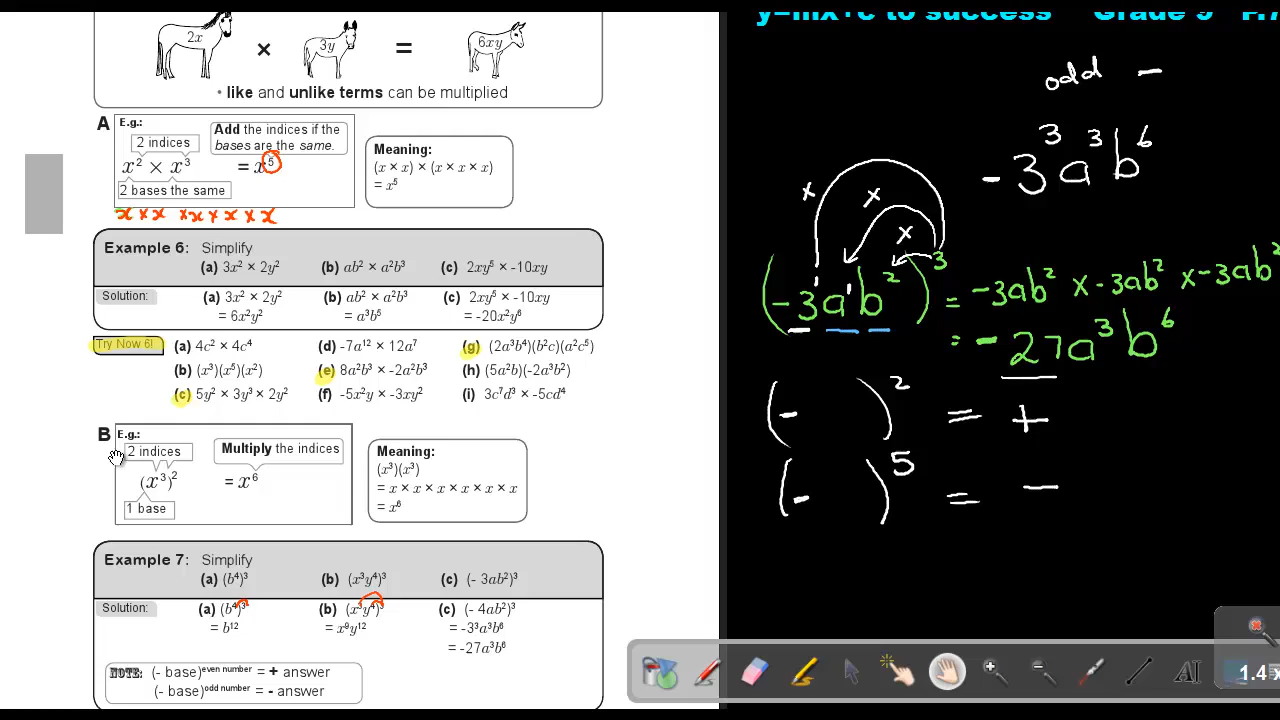 y=mx+c to success Grade 9 P.7
2x × 3y = 6xy
• like and unlike terms can be multiplied
A E.g.:
2 indices
Add the indices if the
bases are the same.
x² × x³ = x⁵
2 bases the same
Meaning:
(x × x) × (x × x × x)
= x⁵
x x x x x x x x x
Example 6: Simplify
(a) 3x² × 2y² (b) ab² × a²b³ (c) 2xy⁵ × -10xy
Solution: (a) 3x² × 2y² (b) ab² × a²b³ (c) 2xy⁵ × -10xy
= 6x²y² = a³b⁵ = -20x²y⁶
Try Now 6! (a) 4c² × 4c⁴ (d) -7a¹² × 12a⁷ (g) (2a³b⁴)(b²c)(a²c⁵)
(b) (x³)(x⁵)(x²) (e) 8a²b³ × -2a²b³ (h) (5a²b)(-2a³b²)
(c) 5y² × 3y³ × 2y² (f) -5x²y × -3xy² (i) 3c⁷d³ × -5cd⁴
B E.g.:
2 indices
Multiply the indices
(x³)² = x⁶
1 base
Meaning:
(x³)(x³)
= x × x × x × x × x × x
= x⁶
Example 7: Simplify
(a) (b⁴)³ (b) (x³y⁴)³ (c) (- 3ab²)³
Solution: (a) (b⁴)³ (b) (x³y⁴)³ (c) (- 4ab²)³
= b¹² = x⁹y¹² = -3³a³b⁶
= -27a³b⁶
NOTE: (- base)even number = + answer
(- base)odd number = - answer
odd -
-3³a³b⁶
x x x
(-3ab²)³ = -3ab² x -3ab² x -3ab²
= -27a³b⁶
(- )² = +
(- )⁵ = -
AI
1.4 x